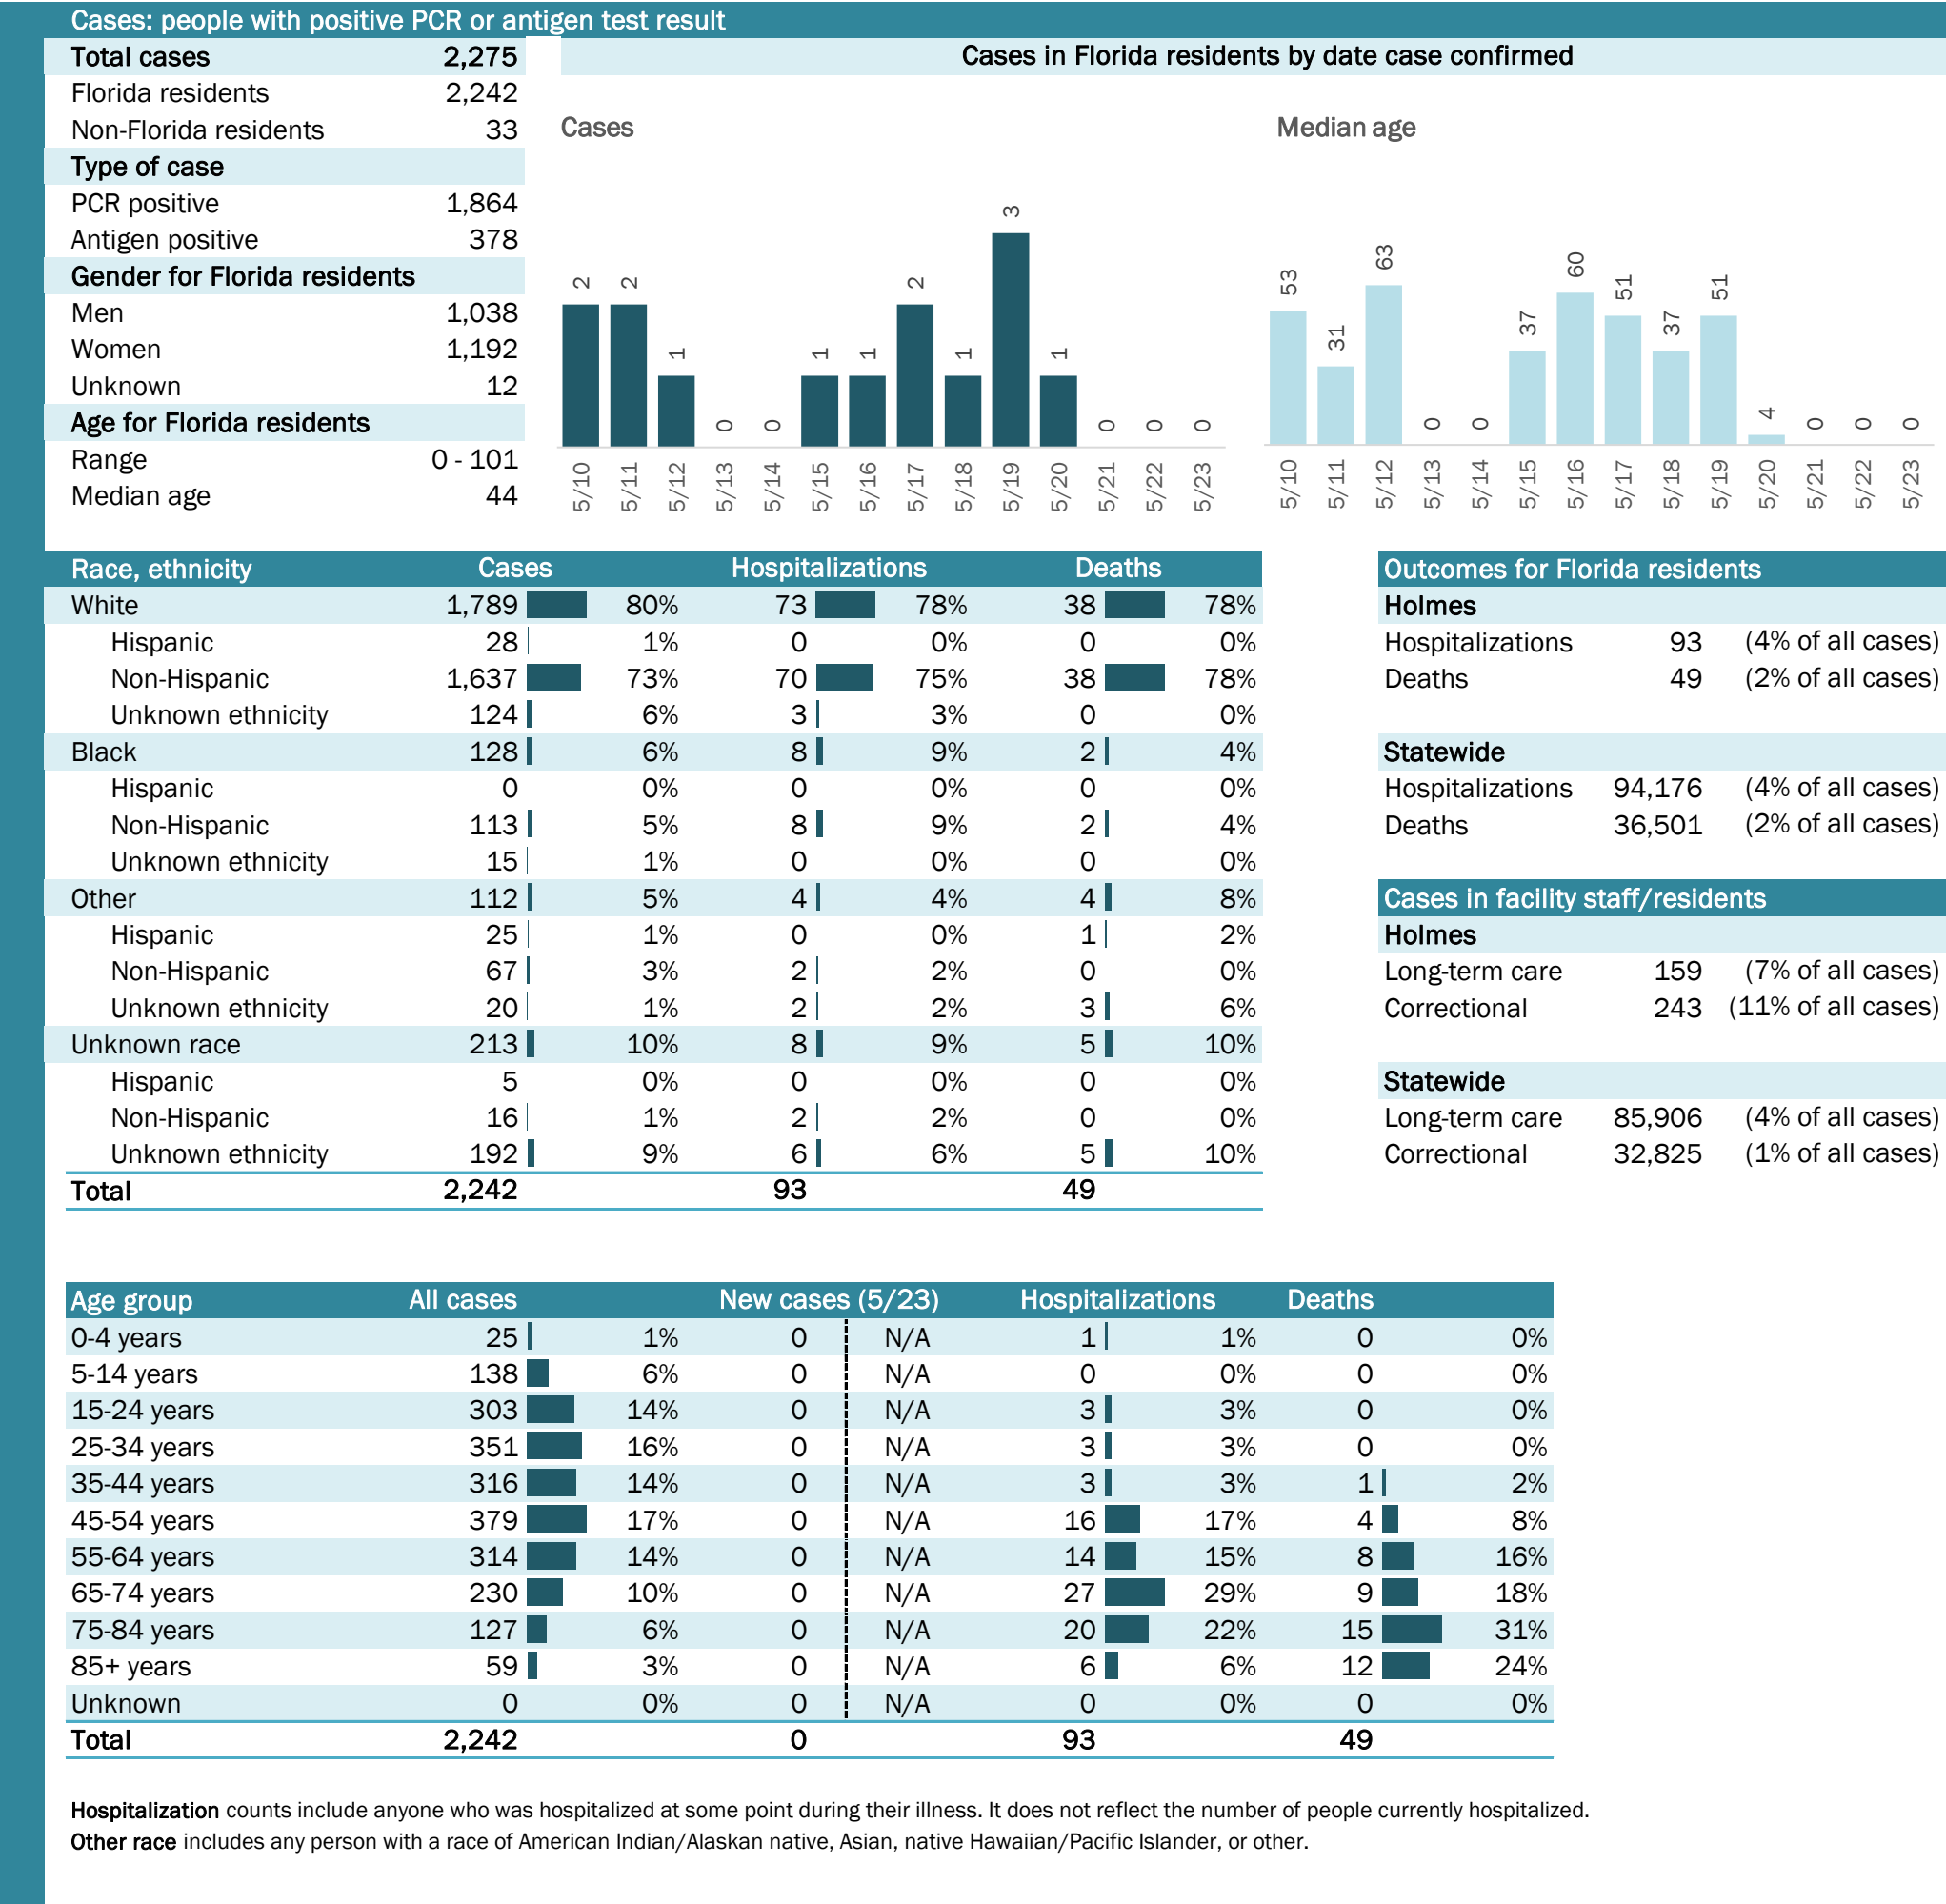 Cases: people with positive PCR or antigen test result
Total cases 2,275
Florida residents 2,242
Non-Florida residents 33
Type of case
PCR positive 1,864
Antigen positive 378
Gender for Florida residents
Men 1,038
Women 1,192
Unknown 12
Age for Florida residents
Range 0 - 101
Median age 44
Cases in Florida residents by date case confirmed
Cases
2 2 1 0 0 1 1 2 1 3 1 0 0 0
5/10 5/11 5/12 5/13 5/14 5/15 5/16 5/17 5/18 5/19 5/20 5/21 5/22 5/23
Median age
53 31 63 0 0 37 60 51 37 51 4 0 0 0
5/10 5/11 5/12 5/13 5/14 5/15 5/16 5/17 5/18 5/19 5/20 5/21 5/22 5/23
Race, ethnicity Cases Hospitalizations Deaths
White 1,789 80% 73 78% 38 78%
Hispanic 28 1% 0 0% 0 0%
Non-Hispanic 1,637 73% 70 75% 38 78%
Unknown ethnicity 124 6% 3 3% 0 0%
Black 128 6% 8 9% 2 4%
Hispanic 0 0% 0 0% 0 0%
Non-Hispanic 113 5% 8 9% 2 4%
Unknown ethnicity 15 1% 0 0% 0 0%
Other 112 5% 4 4% 4 8%
Hispanic 25 1% 0 0% 1 2%
Non-Hispanic 67 3% 2 2% 0 0%
Unknown ethnicity 20 1% 2 2% 3 6%
Unknown race 213 10% 8 9% 5 10%
Hispanic 5 0% 0 0% 0 0%
Non-Hispanic 16 1% 2 2% 0 0%
Unknown ethnicity 192 9% 6 6% 5 10%
Total 2,242 93 49
Outcomes for Florida residents
Holmes
Hospitalizations 93 (4% of all cases)
Deaths 49 (2% of all cases)
Statewide
Hospitalizations 94,176 (4% of all cases)
Deaths 36,501 (2% of all cases)
Cases in facility staff/residents
Holmes
Long-term care 159 (7% of all cases)
Correctional 243 (11% of all cases)
Statewide
Long-term care 85,906 (4% of all cases)
Correctional 32,825 (1% of all cases)
Age group All cases New cases (5/23) Hospitalizations Deaths
0-4 years 25 1% 0 N/A 1 1% 0 0%
5-14 years 138 6% 0 N/A 0 0% 0 0%
15-24 years 303 14% 0 N/A 3 3% 0 0%
25-34 years 351 16% 0 N/A 3 3% 0 0%
35-44 years 316 14% 0 N/A 3 3% 1 2%
45-54 years 379 17% 0 N/A 16 17% 4 8%
55-64 years 314 14% 0 N/A 14 15% 8 16%
65-74 years 230 10% 0 N/A 27 29% 9 18%
75-84 years 127 6% 0 N/A 20 22% 15 31%
85+ years 59 3% 0 N/A 6 6% 12 24%
Unknown 0 0% 0 N/A 0 0% 0 0%
Total 2,242 0 93 49
Hospitalization counts include anyone who was hospitalized at some point during their illness. It does not reflect the number of people currently hospitalized.
Other race includes any person with a race of American Indian/Alaskan native, Asian, native Hawaiian/Pacific Islander, or other.